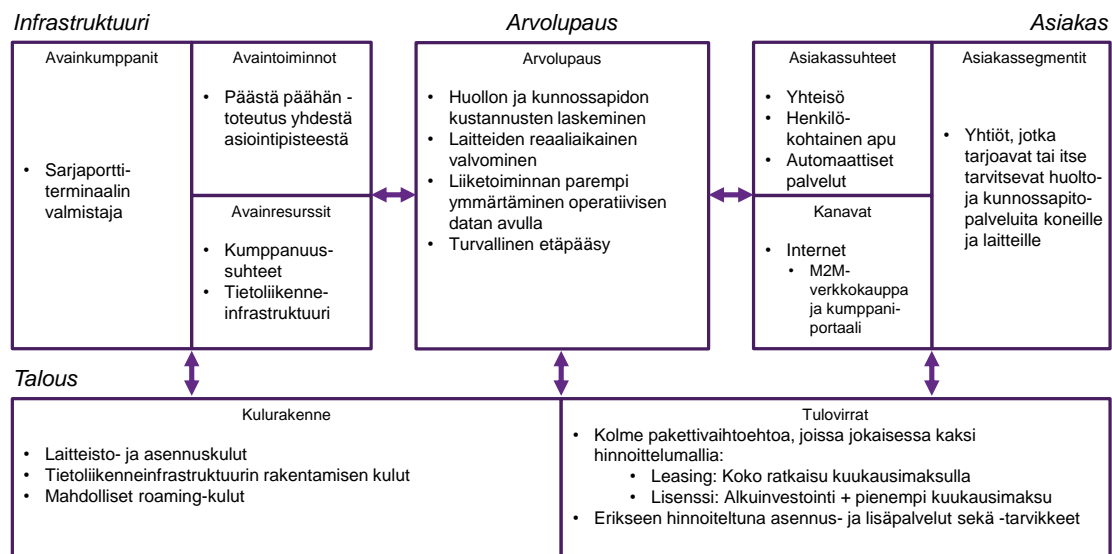 Infrastruktuuri
Arvolupaus
Asiakas
Avainkumppanit
• Sarjaportti-
terminaalin
valmistaja
Avaintoiminnot
• Päästä päähän -
toteutus yhdestä
asiointipisteestä
Avainresurssit
• Kumppanuus-
suhteet
• Tietoliikenne-
infrastruktuuri
Arvolupaus
• Huollon ja kunnossapidon
kustannusten laskeminen
• Laitteiden reaaliaikainen
valvominen
• Liiketoiminnan parempi
ymmärtäminen operatiivisen
datan avulla
• Turvallinen etäpääsy
Asiakassuhteet
• Yhteisö
• Henkilö-
kohtainen apu
• Automaattiset
palvelut
Kanavat
• Internet
• M2M-
verkkokauppa
ja kumppani-
portaali
Asiakassegmentit
• Yhtiöt, jotka
tarjoavat tai itse
tarvitsevat huolto-
ja kunnossapito-
palveluita koneille
ja laitteille
Talous
Kulurakenne
• Laitteisto- ja asennuskulut
• Tietoliikenneinfrastruktuurin rakentamisen kulut
• Mahdolliset roaming-kulut
Tulovirrat
• Kolme pakettivaihtoehtoa, joissa jokaisessa kaksi
hinnoittelumallia:
• Leasing: Koko ratkaisu kuukausimaksulla
• Lisenssi: Alkuinvestointi + pienempi kuukausimaksu
• Erikseen hinnoiteltuna asennus- ja lisäpalvelut sekä -tarvikkeet